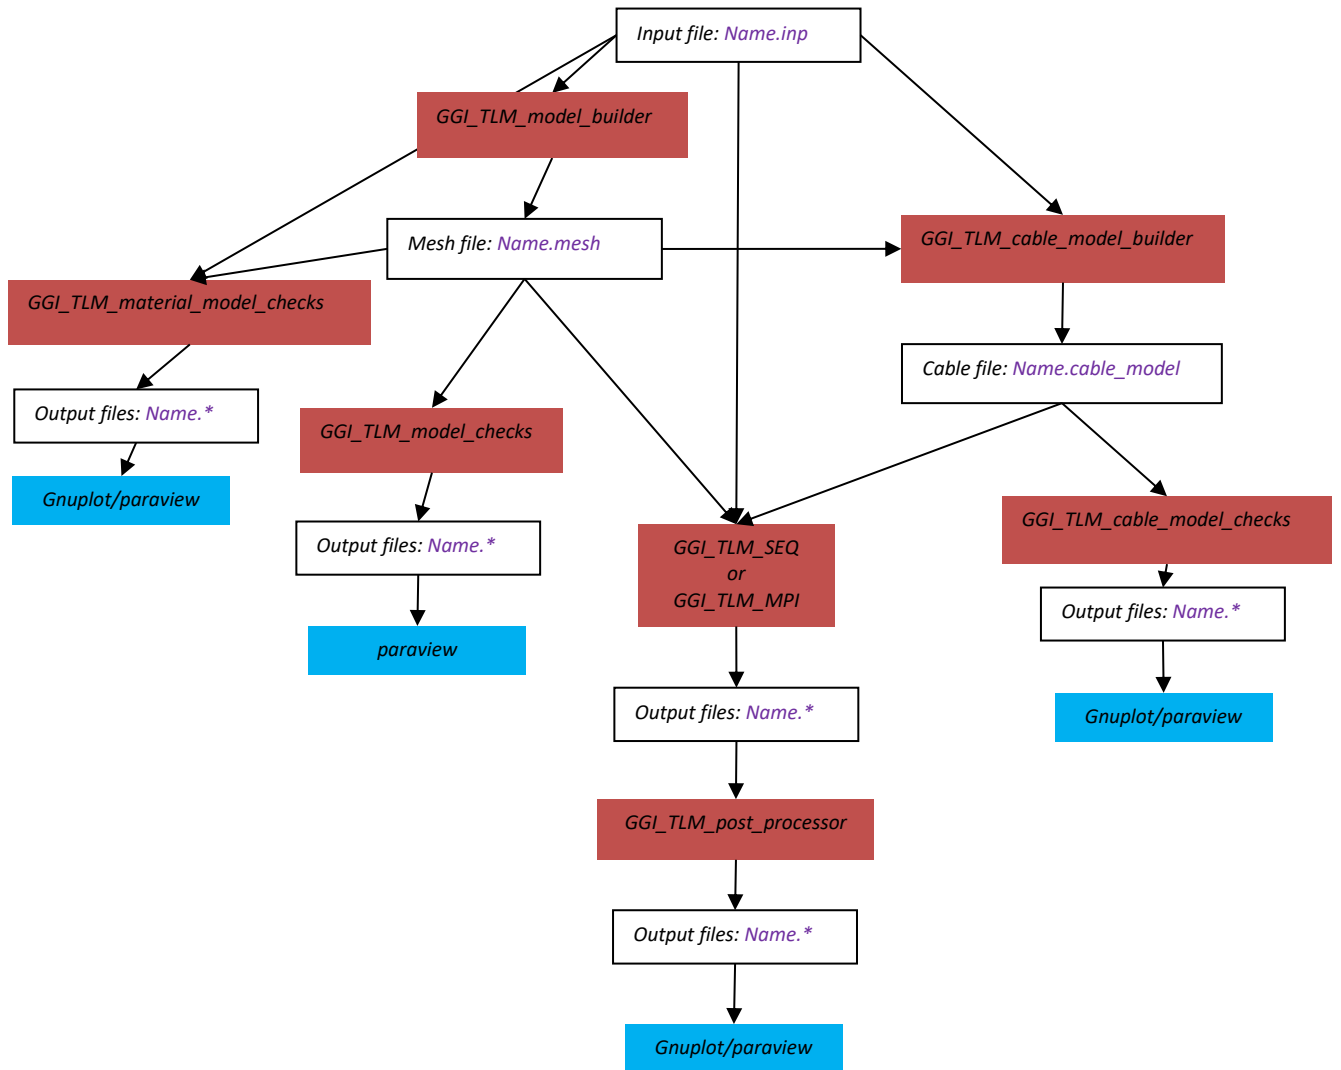 Input file: Name.inp
GGI_TLM_model_builder
Mesh file: Name.mesh
GGI_TLM_cable_model_builder
GGI_TLM_material_model_checks
Cable file: Name.cable_model
Output files: Name.*
GGI_TLM_model_checks
Gnuplot/paraview
GGI_TLM_cable_model_checks
Output files: Name.*
GGI_TLM_SEQ
or
GGI_TLM_MPI
Output files: Name.*
paraview
Output files: Name.*
Gnuplot/paraview
GGI_TLM_post_processor
Output files: Name.*
Gnuplot/paraview